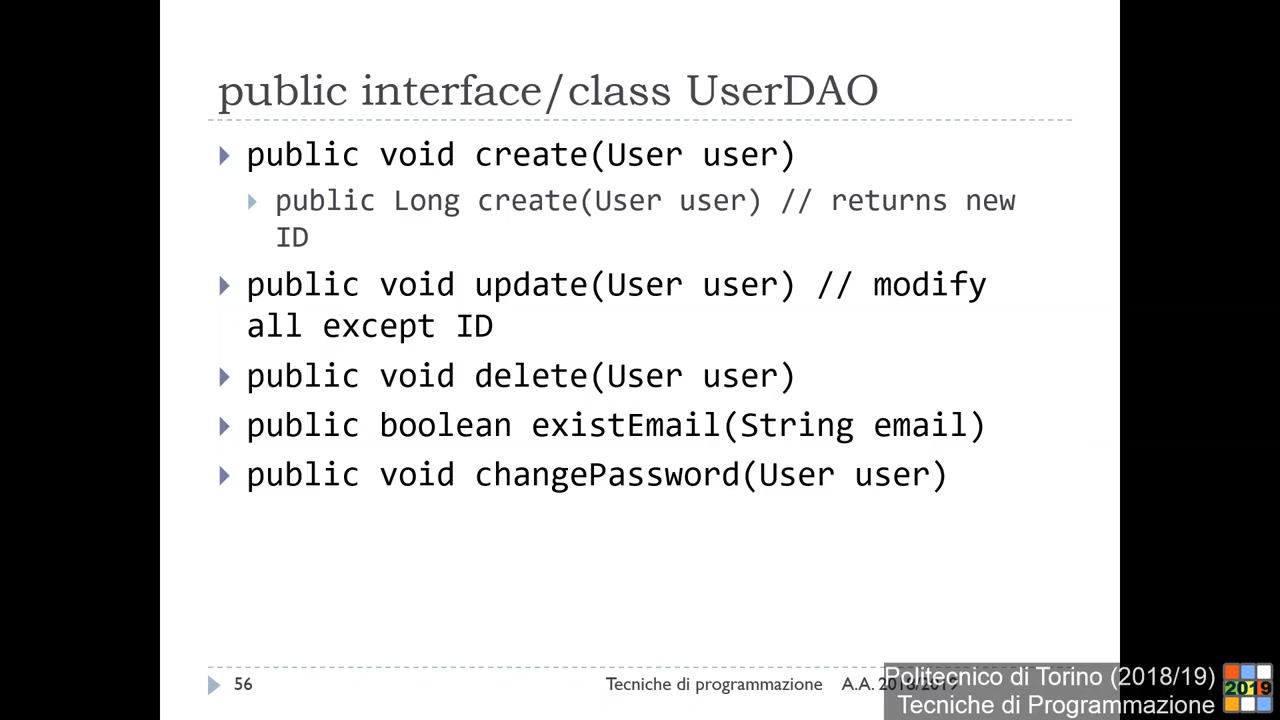 public interface/class UserDAO
public void create(User user)
public Long create(User user) // returns new
ID
public void update(User user) // modify
all except ID
public void delete(User user)
public boolean existEmail(String email)
public void changePassword(User user)
56 Tecniche di programmazione A.A. 2018/2019
Politecnico di Torino (2018/19)
Tecniche di Programmazione
2019